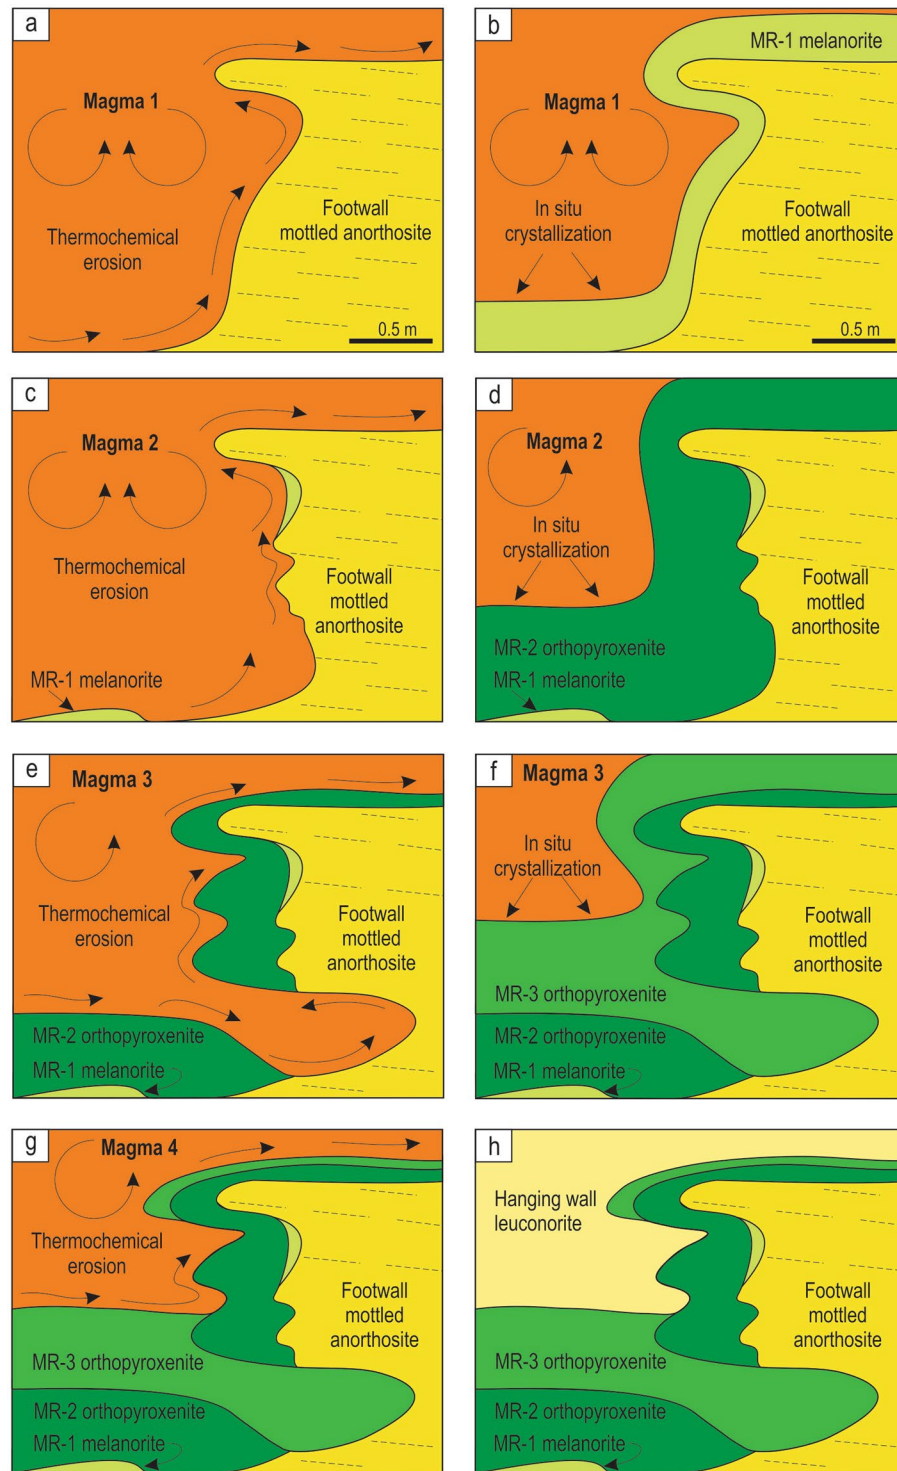 a
Magma 1
Thermochemical
erosion
Footwall
mottled anorthosite
0.5 m
b
MR-1 melanorite
Magma 1
In situ
crystallization
Footwall
mottled anorthosite
0.5 m
c
Magma 2
Thermochemical
erosion
Footwall
mottled
anorthosite
MR-1 melanorite
d
Magma 2
In situ
crystallization
Footwall
mottled
anorthosite
MR-2 orthopyroxenite
MR-1 melanorite
e
Magma 3
Thermochemical
erosion
Footwall
mottled
anorthosite
MR-2 orthopyroxenite
MR-1 melanorite
f
Magma 3
In situ
crystallization
Footwall
mottled
anorthosite
MR-3 orthopyroxenite
MR-2 orthopyroxenite
MR-1 melanorite
g
Magma 4
Thermochemical
erosion
Footwall
mottled
anorthosite
MR-3 orthopyroxenite
MR-2 orthopyroxenite
MR-1 melanorite
h
Hanging wall
leuconorite
Footwall
mottled
anorthosite
MR-3 orthopyroxenite
MR-2 orthopyroxenite
MR-1 melanorite